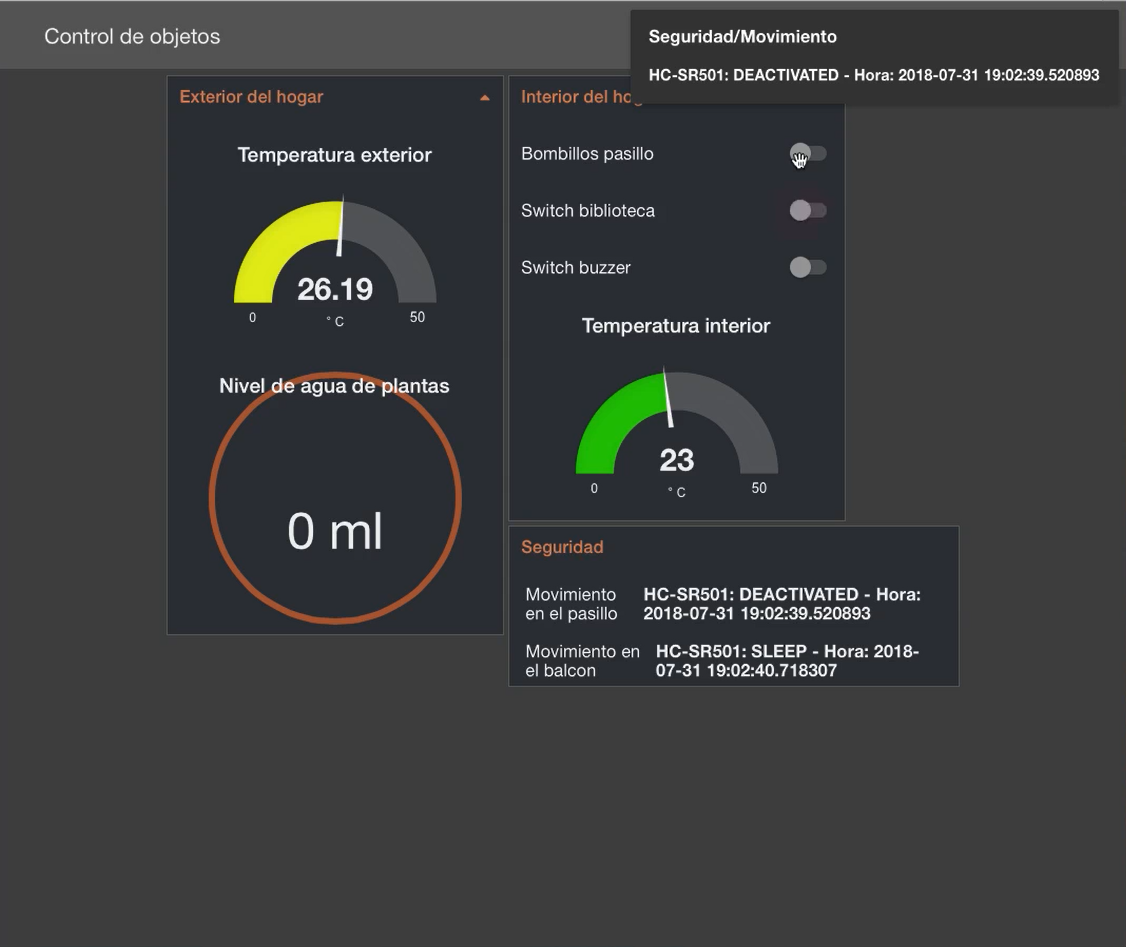 Control de objetos
Seguridad/Movimiento
HC-SR501: DEACTIVATED - Hora: 2018-07-31 19:02:39.520893
Exterior del hogar
Temperatura exterior
26.19
0
° C
50
Nivel de agua de plantas
0 ml
Interior del hog
Bombillos pasillo
Switch biblioteca
Switch buzzer
Temperatura interior
23
0
° C
50
Seguridad
Movimiento
en el pasillo
HC-SR501: DEACTIVATED - Hora:
2018-07-31 19:02:39.520893
Movimiento en
el balcon
HC-SR501: SLEEP - Hora: 2018-
07-31 19:02:40.718307